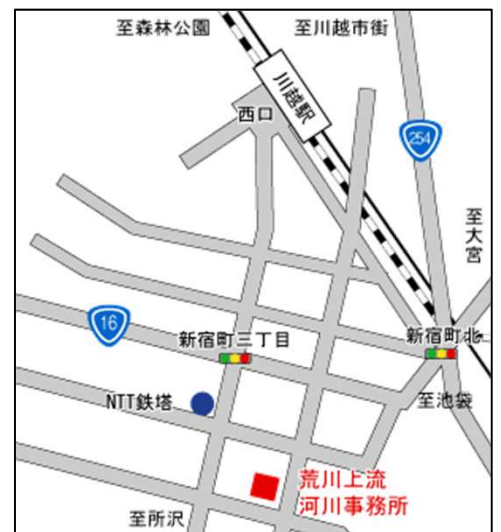 至森林公園
至川越市街
川越駅
西口
254
至大宮
16
新宿町三丁目
新宿町北
NTT鉄塔
至池袋
荒川上流
河川事務所
至所沢